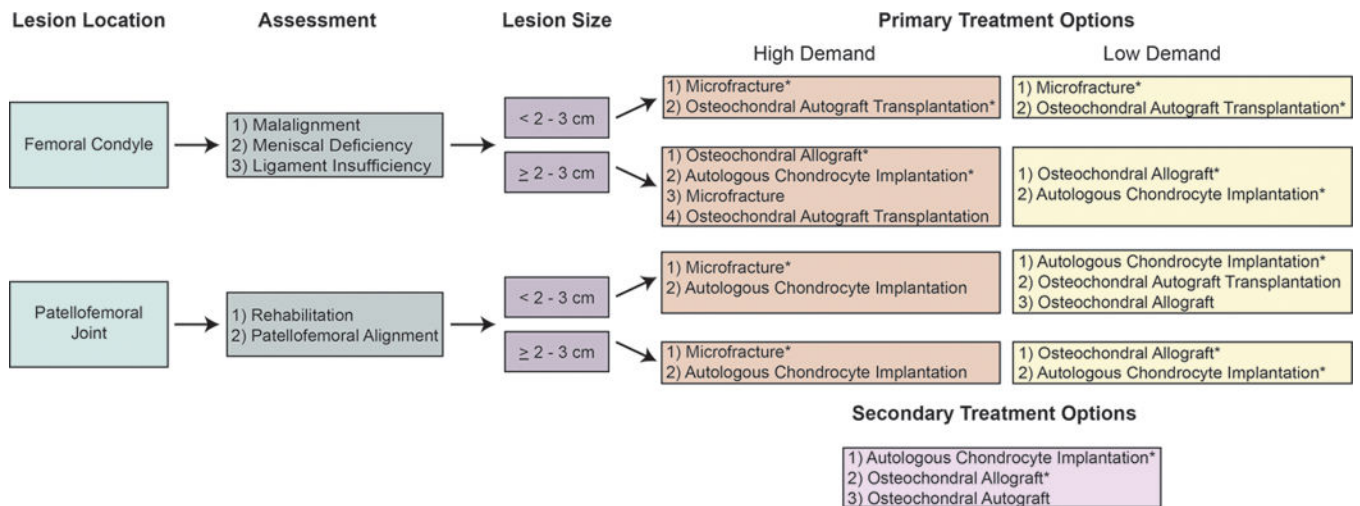 Lesion Location
Assessment
Lesion Size
Primary Treatment Options
High Demand
Low Demand
Femoral Condyle
1) Malalignment
2) Meniscal Deficiency
3) Ligament Insufficiency
< 2 - 3 cm
≥ 2 - 3 cm
1) Microfracture*
2) Osteochondral Autograft Transplantation*
1) Microfracture*
2) Osteochondral Autograft Transplantation*
1) Osteochondral Allograft*
2) Autologous Chondrocyte Implantation*
3) Microfracture
4) Osteochondral Autograft Transplantation
1) Osteochondral Allograft*
2) Autologous Chondrocyte Implantation*
Patellofemoral
Joint
1) Rehabilitation
2) Patellofemoral Alignment
< 2 - 3 cm
≥ 2 - 3 cm
1) Microfracture*
2) Autologous Chondrocyte Implantation
1) Autologous Chondrocyte Implantation*
2) Osteochondral Autograft Transplantation
3) Osteochondral Allograft
1) Microfracture*
2) Autologous Chondrocyte Implantation
1) Osteochondral Allograft*
2) Autologous Chondrocyte Implantation*
Secondary Treatment Options
1) Autologous Chondrocyte Implantation*
2) Osteochondral Allograft*
3) Osteochondral Autograft